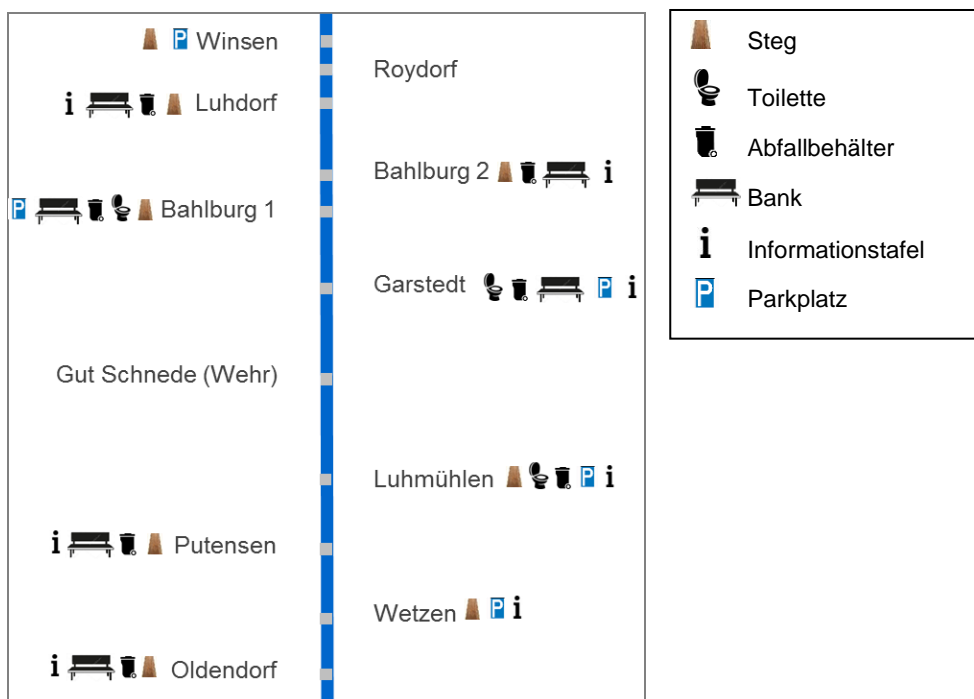 Winsen
Roydorf
Luhdorf
Bahlburg 2
Bahlburg 1
Garstedt
Gut Schnede (Wehr)
Luhmühlen
Putensen
Wetzen
Oldendorf
Steg
Toilette
Abfallbehälter
Bank
Informationstafel
Parkplatz